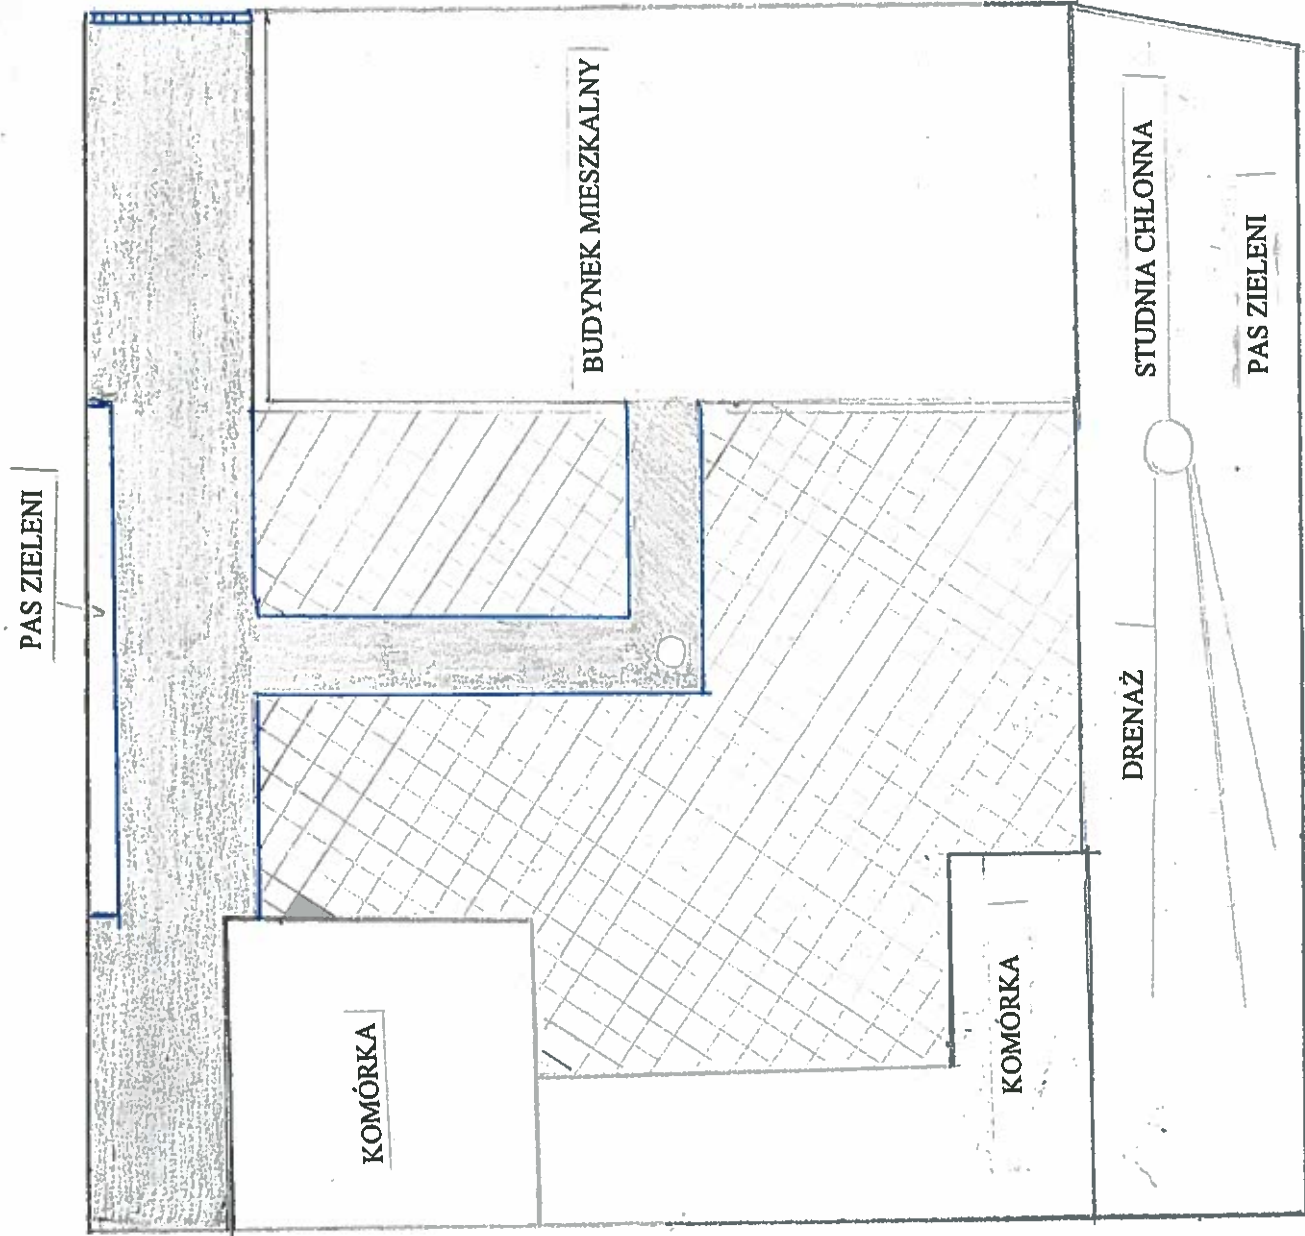 PAS ZIELENI
BUDYNEK MIESZKALNY
STUDNIA CHŁONNA
PAS ZIELENI
DRENAŻ
KOMÓRKA
KOMÓRKA